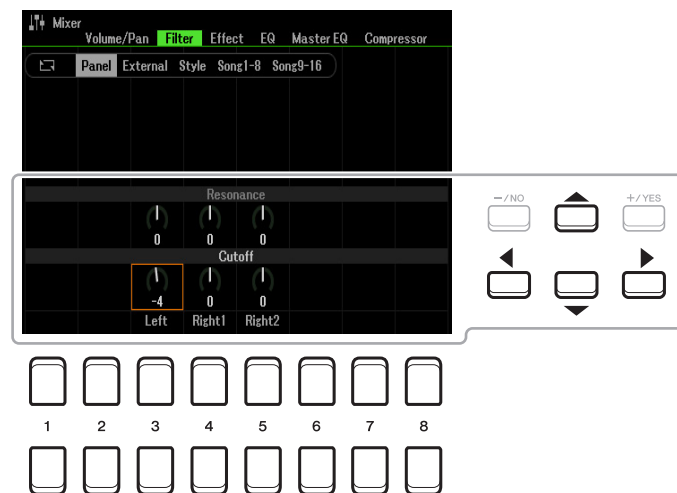 Mixer
Volume/Pan Filter Effect EQ Master EQ Compressor
Panel External Style Song1-8 Song9-16
Resonance
0 0 0
Cutoff
-4 0 0
Left Right1 Right2
−/NO +/YES
1 2 3 4 5 6 7 8